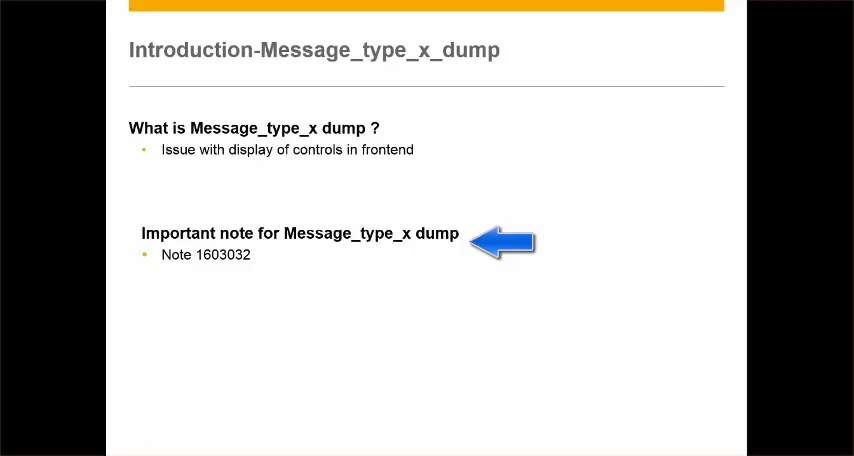 Introduction-Message_type_x_dump
What is Message_type_x dump ?
• Issue with display of controls in frontend
Important note for Message_type_x dump
• Note 1603032